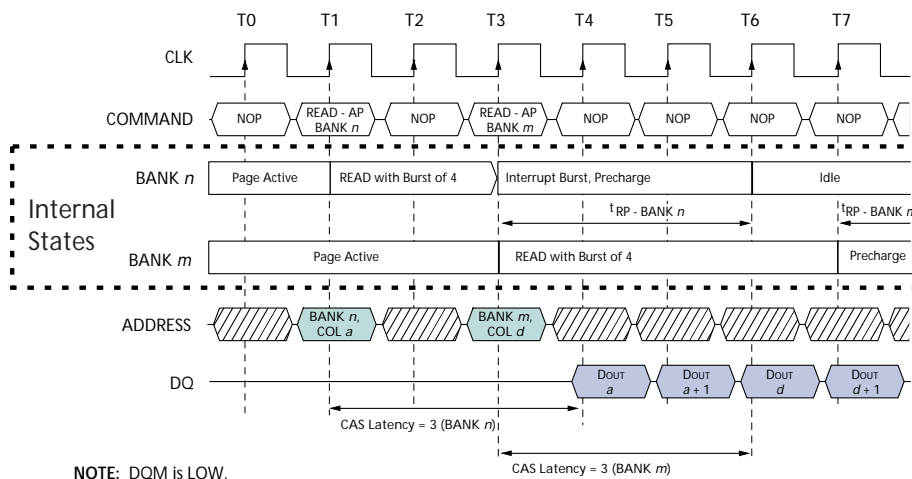 T0 T1 T2 T3 T4 T5 T6 T7
CLK
COMMAND NOP READ - AP NOP READ - AP NOP NOP NOP NOP
BANK n BANK m
BANK n Page Active READ with Burst of 4 Interrupt Burst, Precharge Idle
Internal
States
tRP - BANK n tRP - BANK m
BANK m Page Active READ with Burst of 4 Precharge
ADDRESS BANK n, BANK m,
COL a COL d
DQ DOUT DOUT DOUT DOUT
a a + 1 d d + 1
CAS Latency = 3 (BANK n)
CAS Latency = 3 (BANK m)
NOTE: DQM is LOW.